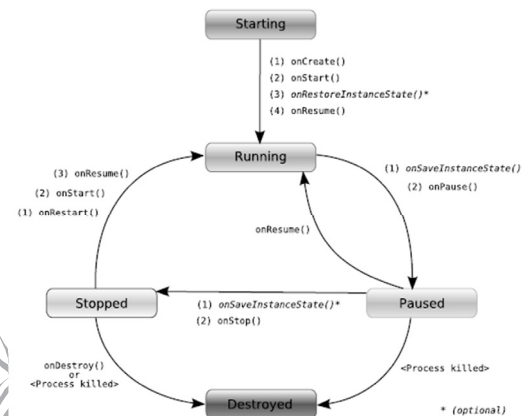 Starting
(1) onCreate()
(2) onStart()
(3) onRestoreInstanceState()*
(4) onResume()
Running
(3) onResume()
(2) onStart()
(1) onRestart()
(1) onSaveInstanceState()
(2) onPause()
onResume()
Stopped
Paused
(1) onSaveInstanceState()*
(2) onStop()
onDestroy()
or
<Process killed>
<Process killed>
Destroyed
* (optional)